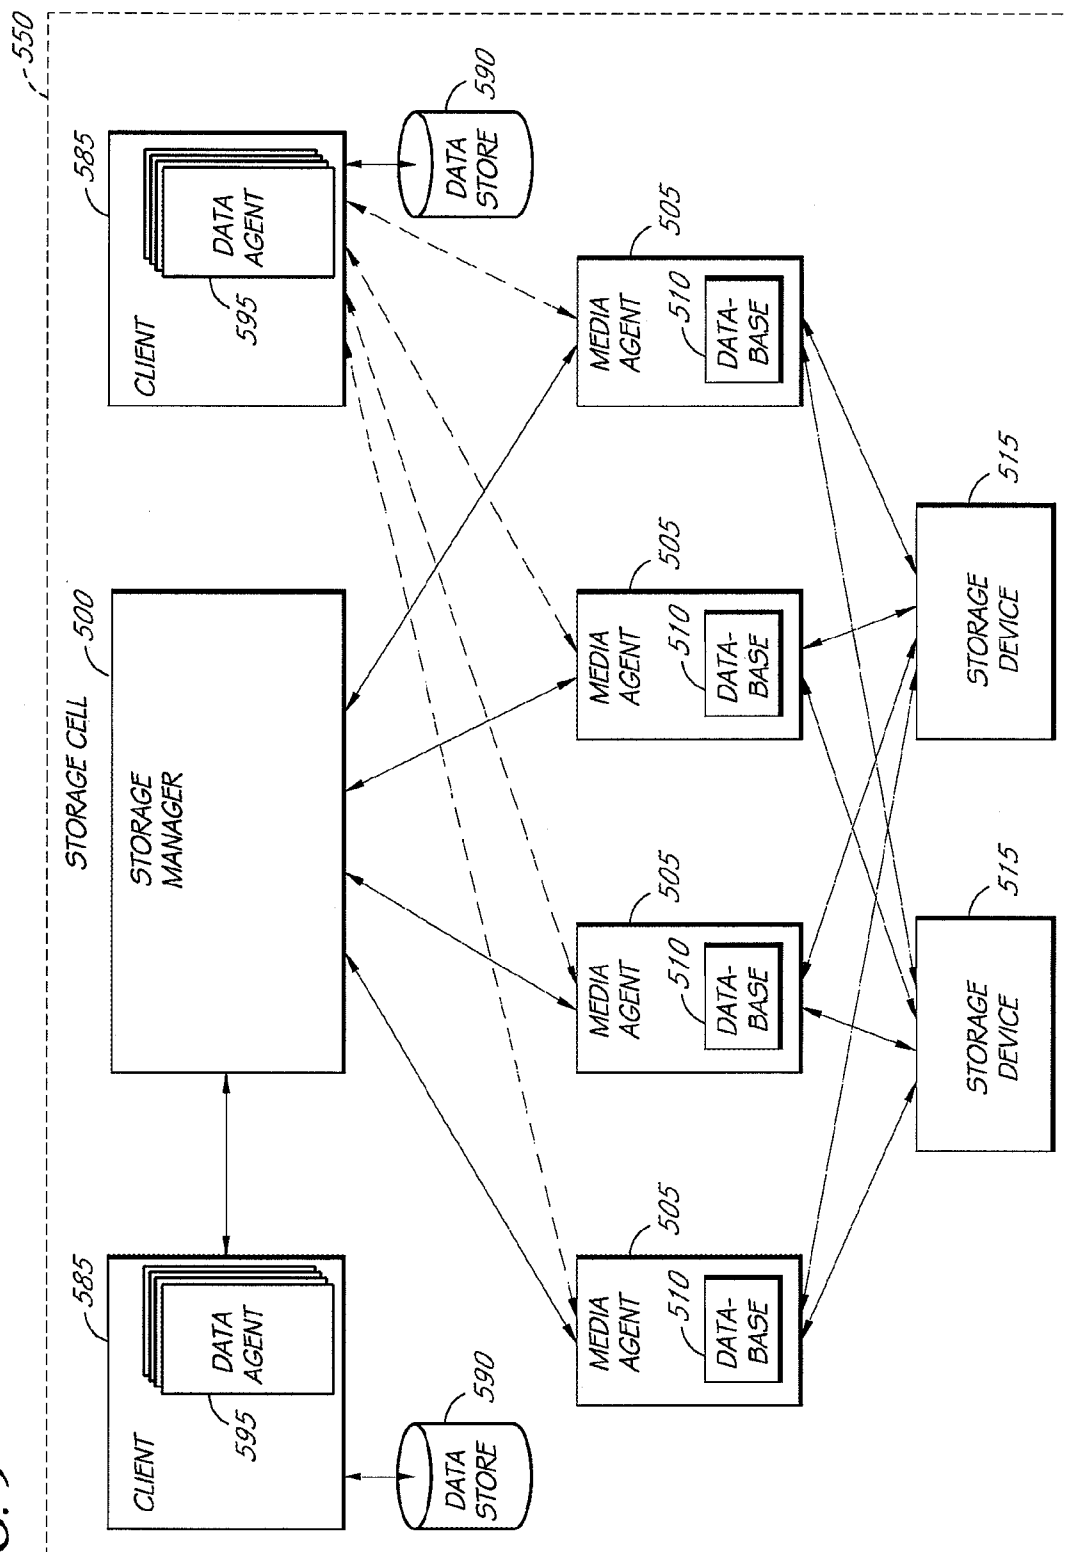 550
STORAGE CELL
585
CLIENT
DATA
AGENT
595
500
STORAGE
MANAGER
585
CLIENT
DATA
AGENT
595
590
DATA
STORE
590
DATA
STORE
505
MEDIA
AGENT
510
DATA-
BASE
505
MEDIA
AGENT
510
DATA-
BASE
505
MEDIA
AGENT
510
DATA-
BASE
505
MEDIA
AGENT
510
DATA-
BASE
515
STORAGE
DEVICE
515
STORAGE
DEVICE